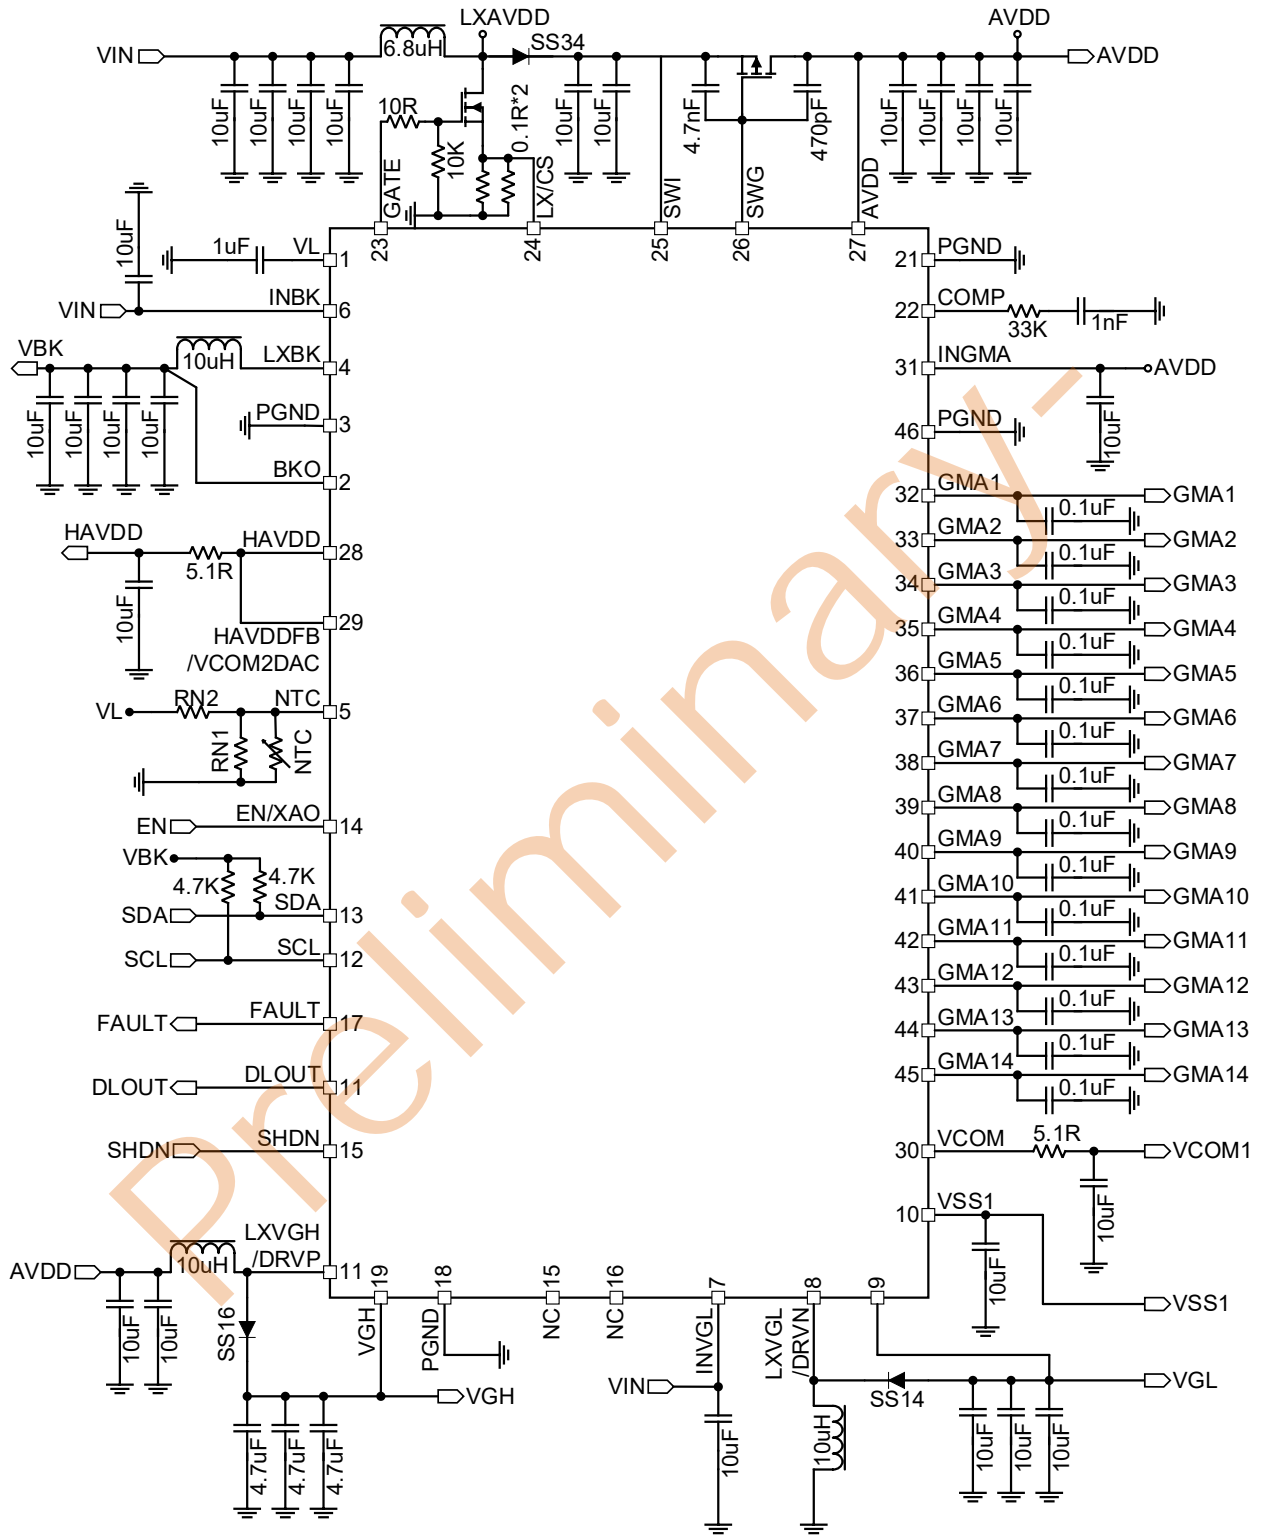 LXAVDD
AVDD
VIN
6.8uH
SS34
AVDD
10uF
10uF
10uF
10uF
10R
10K
0.1R*2
10uF
10uF
4.7nF
470pF
10uF
10uF
10uF
10uF
GATE
LX/CS
SWI
SWG
AVDD
23
24
25
26
27
10uF
1uF
VL
1
VIN
INBK
6
VBK
10uH
LXBK
4
10uF
10uF
10uF
10uF
PGND
3
BKO
2
HAVDD
HAVDD
28
5.1R
10uF
29
HAVDDFB
/VCOM2DAC
VL
RN2
NTC
5
RN1
NTC
EN
EN/XAO
14
VBK
4.7K
4.7K
SDA
SDA
13
SCL
SCL
12
FAULT
FAULT
17
DLOUT
DLOUT
11
SHDN
SHDN
15
AVDD
10uH
LXVGH
/DRVP
11
10uF
10uF
SS16
4.7uF
4.7uF
4.7uF
VGH
19
VGH
18
PGND
15
NC
16
NC
7
INVGL
VIN
10uF
8
LXVGL
/DRVN
10uH
9
SS14
10uF
10uF
10uF
VGL
21
PGND
22
COMP
33K
1nF
31
INGMA
AVDD
10uF
46
PGND
32
GMA1
GMA1
0.1uF
33
GMA2
GMA2
0.1uF
34
GMA3
GMA3
0.1uF
35
GMA4
GMA4
0.1uF
36
GMA5
GMA5
0.1uF
37
GMA6
GMA6
0.1uF
38
GMA7
GMA7
0.1uF
39
GMA8
GMA8
0.1uF
40
GMA9
GMA9
0.1uF
41
GMA10
GMA10
0.1uF
42
GMA11
GMA11
0.1uF
43
GMA12
GMA12
0.1uF
44
GMA13
GMA13
0.1uF
45
GMA14
GMA14
0.1uF
30
VCOM
5.1R
VCOM1
10uF
10
VSS1
10uF
VSS1
Preliminary-